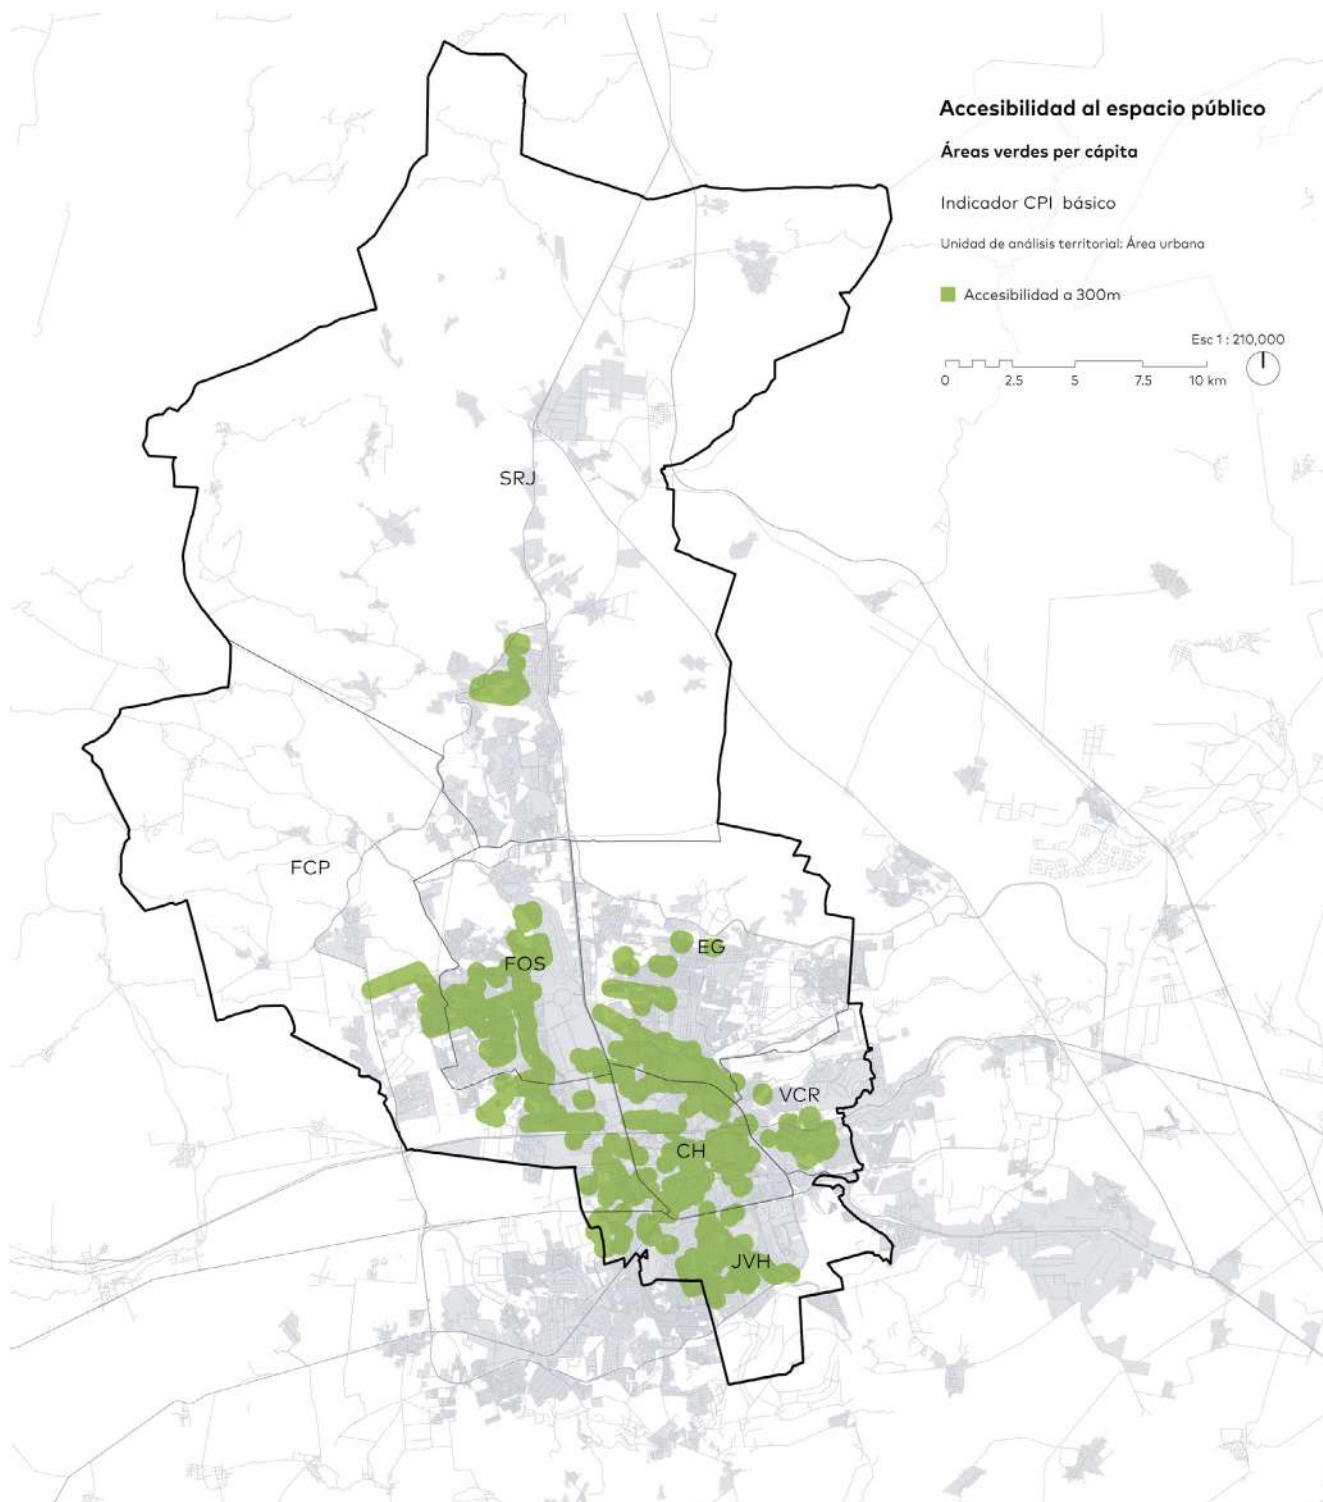 Accesibilidad al espacio público
Áreas verdes per cápita
Indicador CPI básico
Unidad de análisis territorial: Área urbana
Accesibilidad a 300m
Esc 1 : 210,000
0 2.5 5 7.5 10 km
SRJ
FCP
EG
FOS
VCR
CH
JVH